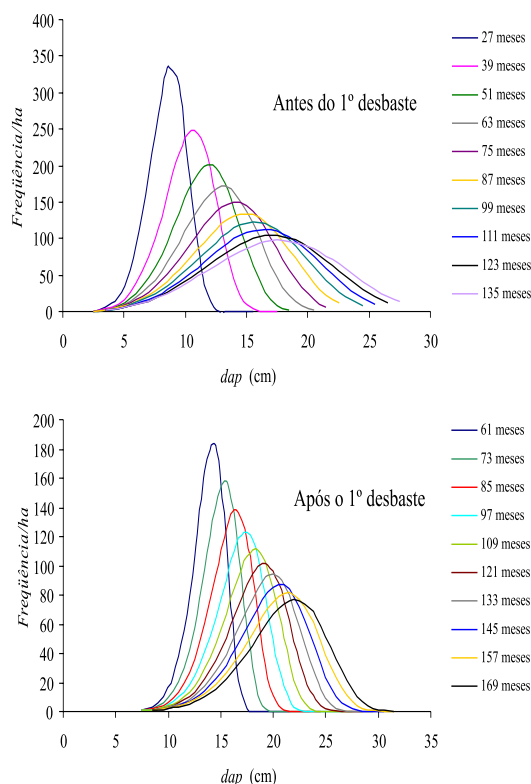 400
350
300
250
200
150
100
50
0
Freqüência/ha
0 5 10 15 20 25 30
dap (cm)
Antes do 1º desbaste
27 meses
39 meses
51 meses
63 meses
75 meses
87 meses
99 meses
111 meses
123 meses
135 meses
200
180
160
140
120
100
80
60
40
20
0
Freqüência/ha
0 5 10 15 20 25 30 35
dap (cm)
Após o 1º desbaste
61 meses
73 meses
85 meses
97 meses
109 meses
121 meses
133 meses
145 meses
157 meses
169 meses